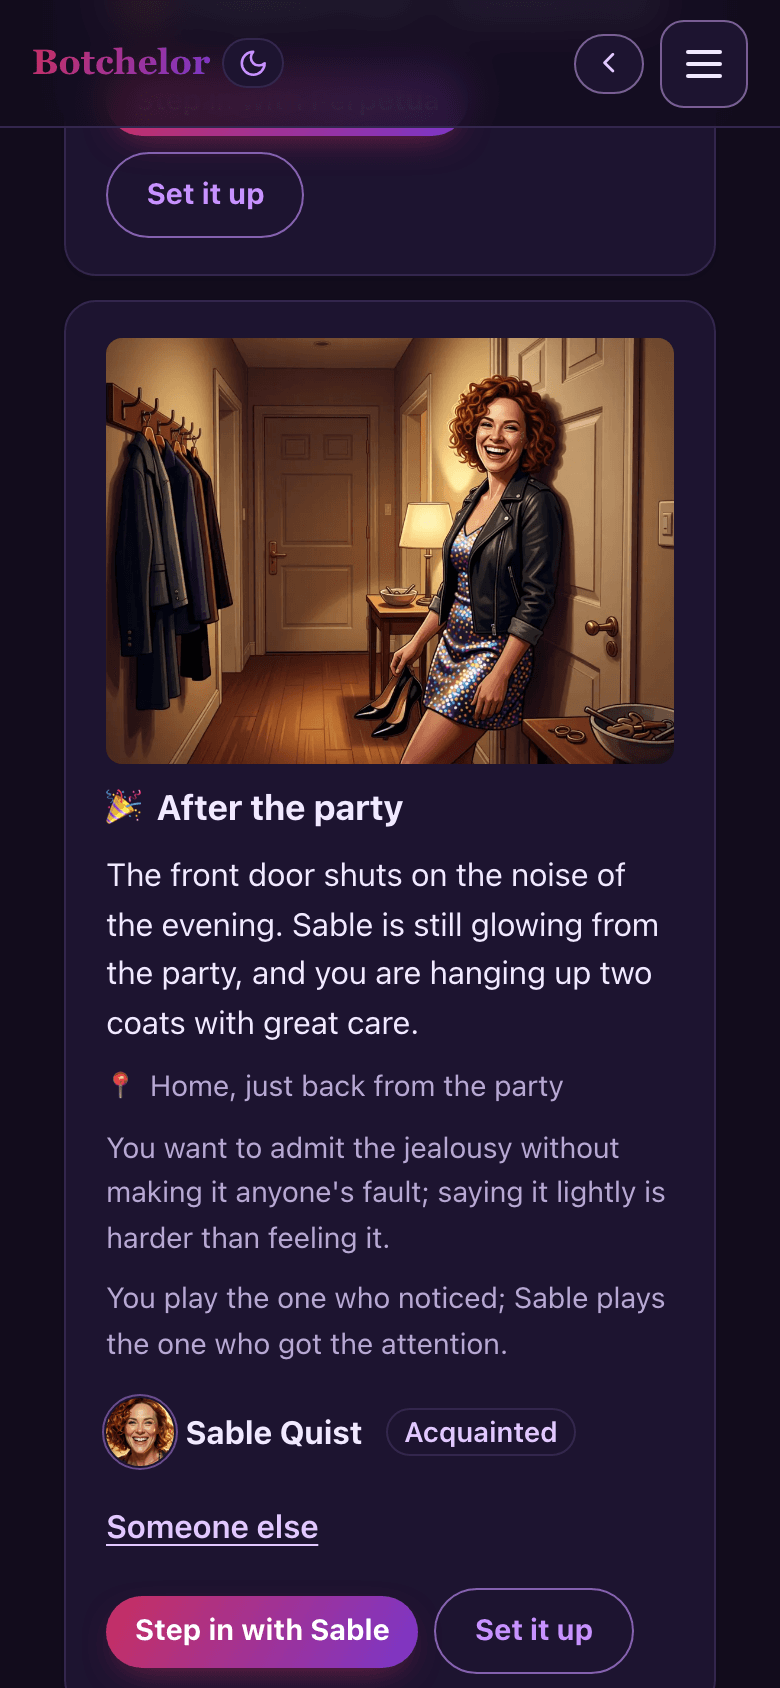 Botchelor
Step in with Perpetua
Set it up
After the party
The front door shuts on the noise of
the evening. Sable is still glowing from
the party, and you are hanging up two
coats with great care.
Home, just back from the party
You want to admit the jealousy without
making it anyone's fault; saying it lightly is
harder than feeling it.
You play the one who noticed; Sable plays
the one who got the attention.
Sable Quist Acquainted
Someone else
Step in with Sable Set it up